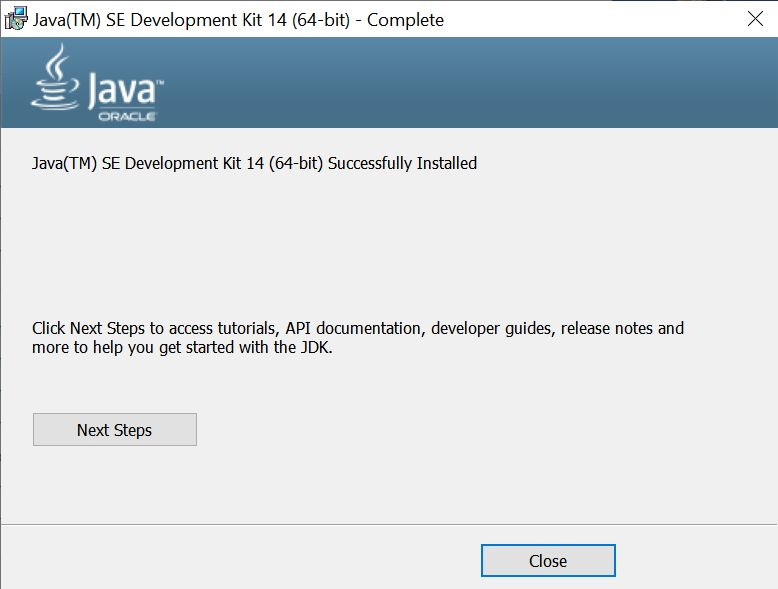 Java(TM) SE Development Kit 14 (64-bit) - Complete
Java™
ORACLE
Java(TM) SE Development Kit 14 (64-bit) Successfully Installed
Click Next Steps to access tutorials, API documentation, developer guides, release notes and
more to help you get started with the JDK.
Next Steps
Close